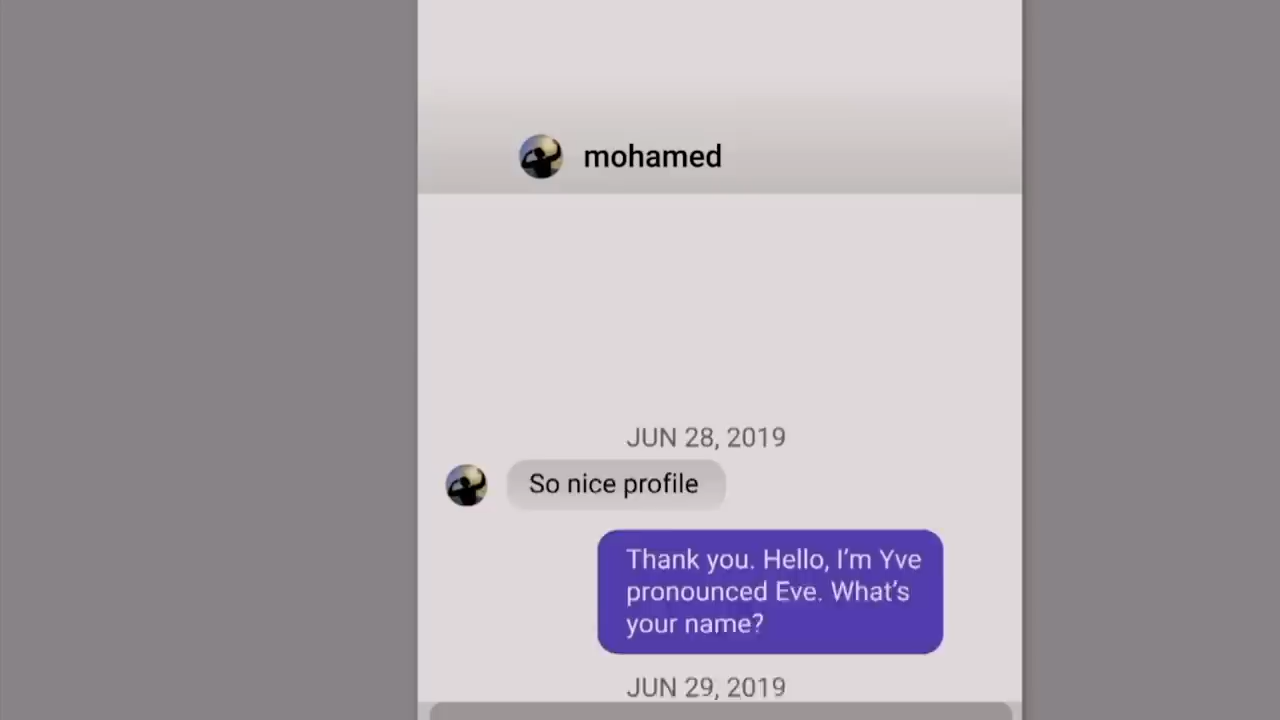 mohamed
JUN 28, 2019
So nice profile
Thank you. Hello, I’m Yve
pronounced Eve. What’s
your name?
JUN 29, 2019